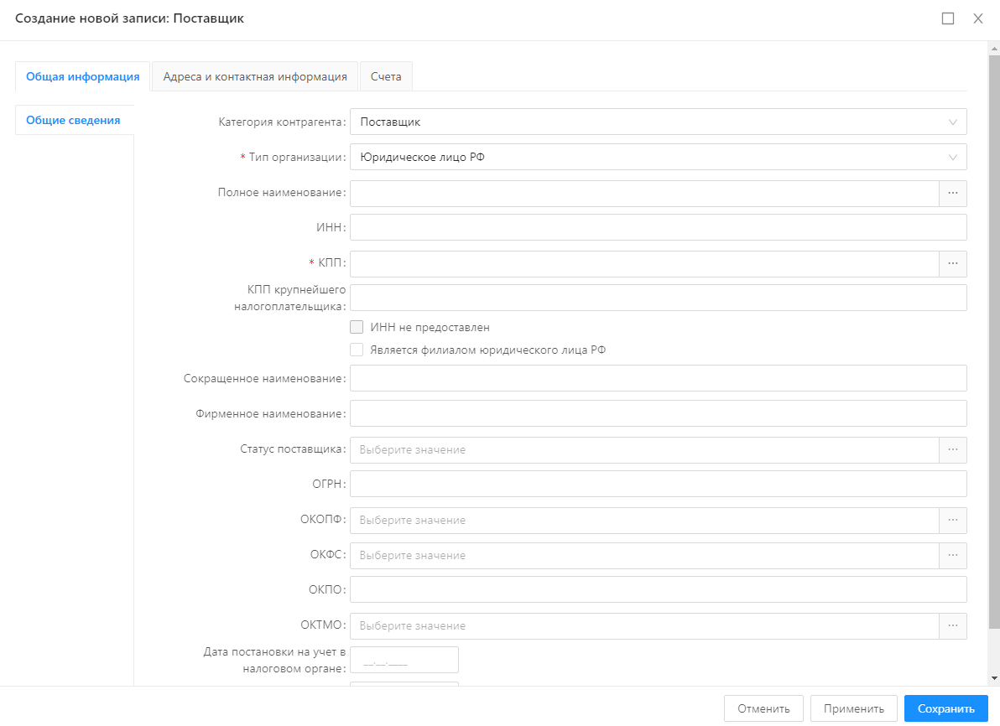 Создание новой записи: Поставщик
Общая информация
Адреса и контактная информация
Счета
Общие сведения
Категория контрагента: Поставщик
* Тип организации: Юридическое лицо РФ
Полное наименование: ...
ИНН:
* КПП: ...
КПП крупнейшего
налогоплательщика:
ИНН не предоставлен
Является филиалом юридического лица РФ
Сокращенное наименование:
Фирменное наименование:
Статус поставщика: Выберите значение ...
ОГРН:
ОКОПФ: Выберите значение ...
ОКФС: Выберите значение ...
ОКПО:
ОКТМО: Выберите значение ...
Дата постановки на учет в
налоговом органе: __.__.____
Отменить
Применить
Сохранить